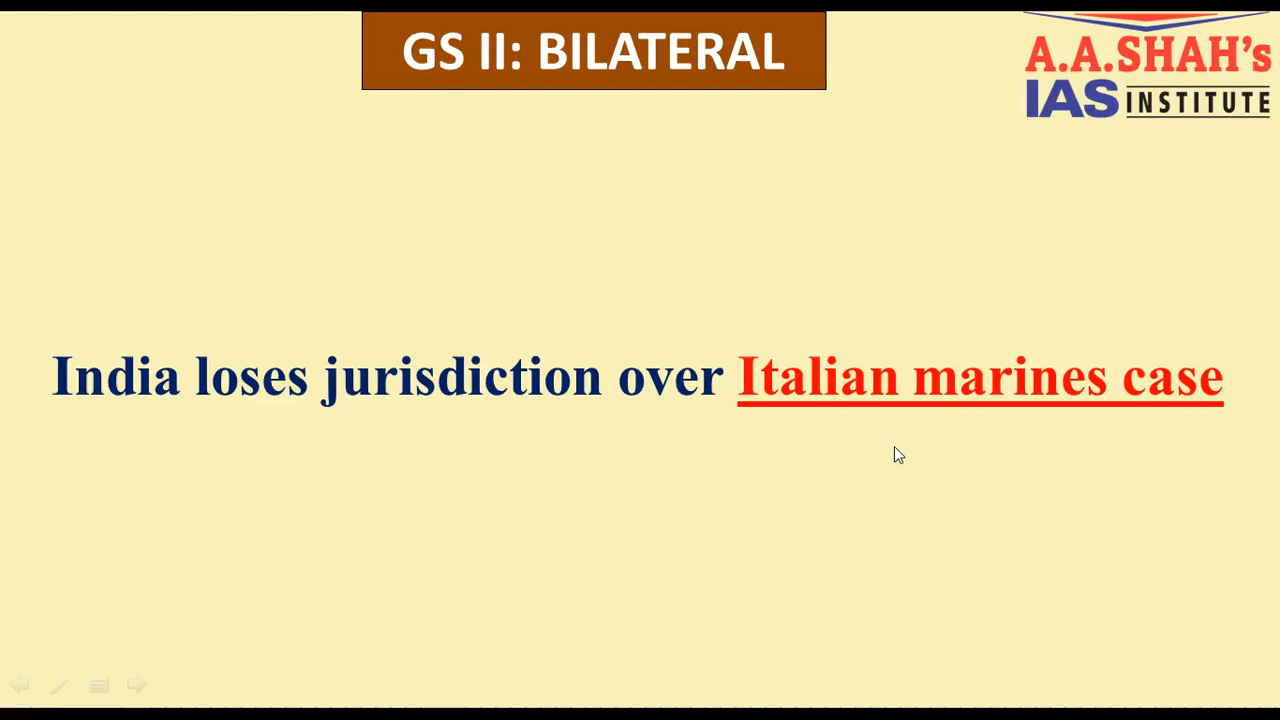 GS II: BILATERAL
A.A.SHAH's
IAS INSTITUTE
India loses jurisdiction over Italian marines case